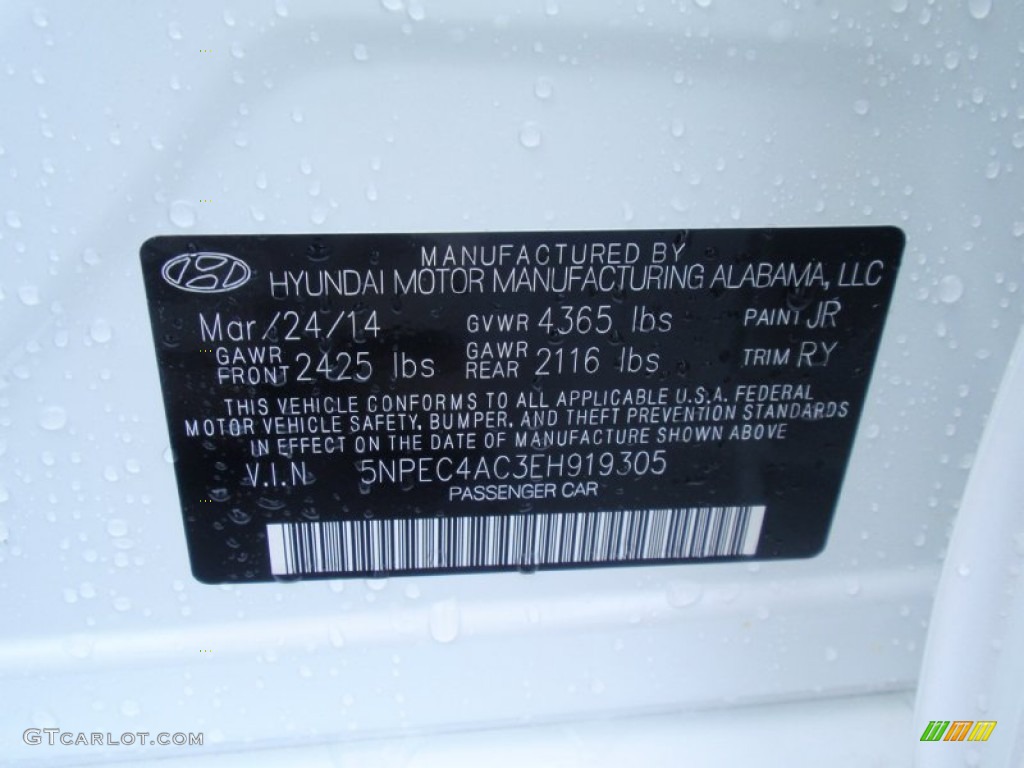 MANUFACTURED BY
HYUNDAI MOTOR MANUFACTURING ALABAMA, LLC
Mar/24/14 GVWR 4365 lbs PAINT JR
GAWR FRONT 2425 lbs GAWR REAR 2116 lbs TRIM RY
THIS VEHICLE CONFORMS TO ALL APPLICABLE U.S.A. FEDERAL
MOTOR VEHICLE SAFETY, BUMPER, AND THEFT PREVENTION STANDARDS
IN EFFECT ON THE DATE OF MANUFACTURE SHOWN ABOVE
V.I.N 5NPEC4AC3EH919305
PASSENGER CAR
GTCARLOT.COM